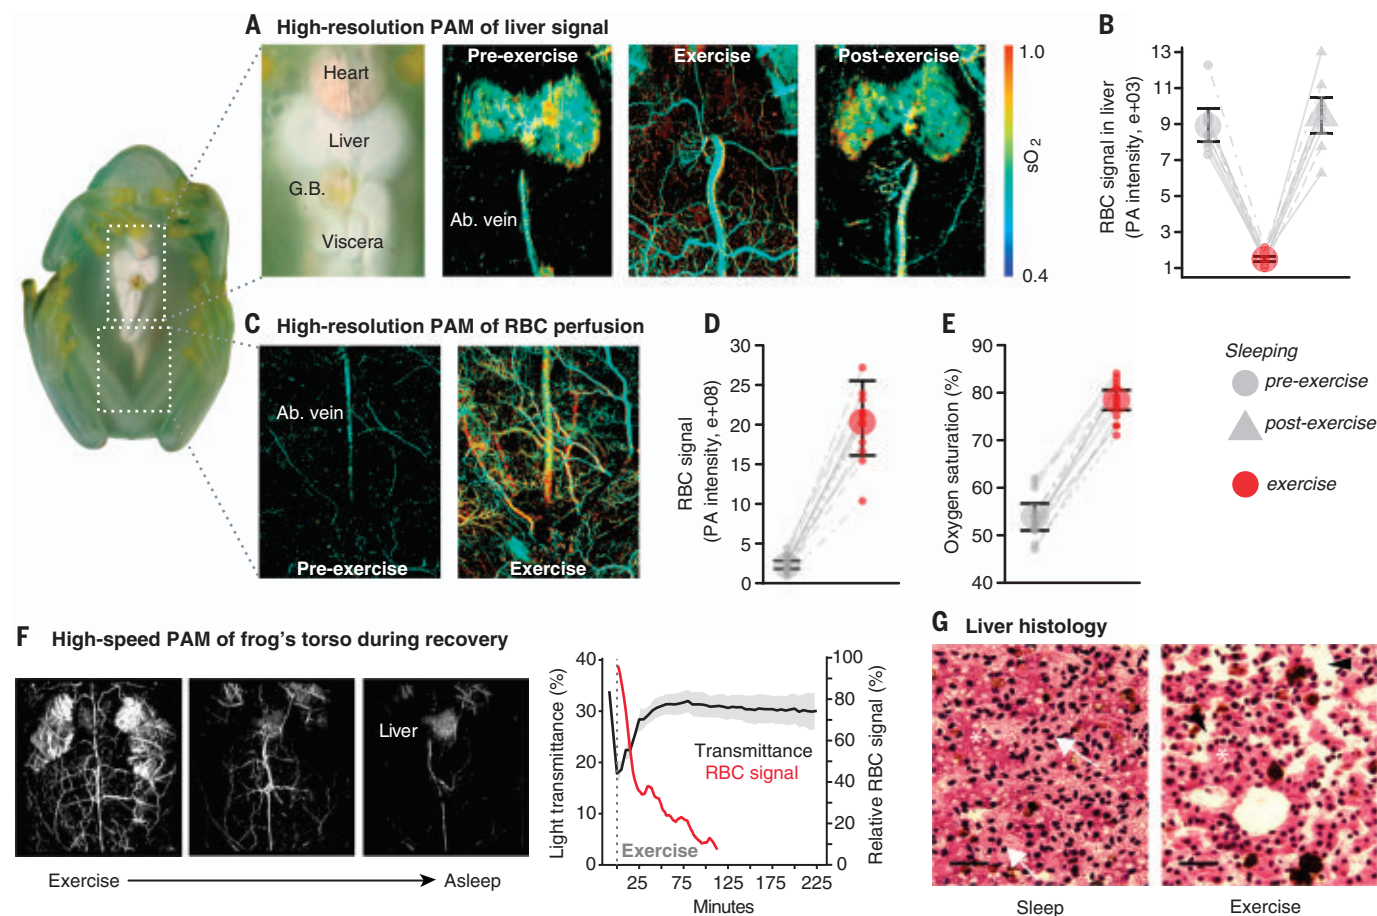 A High-resolution PAM of liver signal
Heart
Liver
G.B.
Viscera
Pre-exercise
Ab. vein
Exercise
Post-exercise
1.0
sO2
0.4
B
RBC signal in liver
(PA intensity, e+03)
13
11
9
7
5
3
1
C High-resolution PAM of RBC perfusion
Ab. vein
Pre-exercise
Exercise
D
RBC signal
(PA intensity, e+08)
30
25
20
15
10
5
0
E
Oxygen saturation (%)
90
80
70
60
50
40
Sleeping
pre-exercise
post-exercise
exercise
F High-speed PAM of frog's torso during recovery
Liver
Exercise
Asleep
Light transmittance (%)
40
30
20
10
0
Transmittance
RBC signal
Exercise
100
80
60
40
20
0
Relative RBC signal (%)
25 75 125 175 225
Minutes
G Liver histology
*
*
Sleep
Exercise